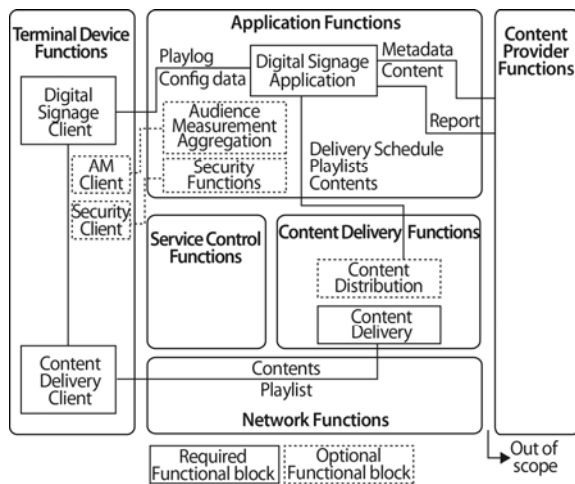 Terminal Device
Functions
Application Functions
Content
Provider
Functions
Playlog
Config data
Digital Signage
Application
Metadata
Content
Report
Digital
Signage
Client
Audience
Measurement
Aggregation
AM
Client
Security
Functions
Delivery Schedule
Playlists
Contents
Security
Client
Service Control
Functions
Content Delivery Functions
Content
Distribution
Content
Delivery
Content
Delivery
Client
Contents
Playlist
Network Functions
Required
Functional block
Optional
Functional block
Out of
scope